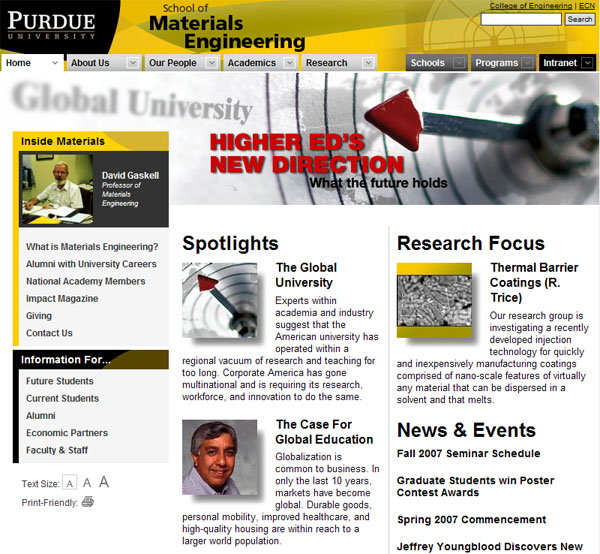 PURDUE
UNIVERSITY
School of
Materials
Engineering
College of Engineering | ECN
Search
Home
About Us
Our People
Academics
Research
Schools
Programs
Intranet
Global University
HIGHER ED'S
NEW DIRECTION
What the future holds
Inside Materials
David Gaskell
Professor of
Materials
Engineering
What is Materials Engineering?
Alumni with University Careers
National Academy Members
Impact Magazine
Giving
Contact Us
Information For...
Future Students
Current Students
Alumni
Economic Partners
Faculty & Staff
Text Size: A A A
Print-Friendly:
Spotlights
The Global
University
Experts within
academia and industry
suggest that the
American university has
operated within a
regional vacuum of research and teaching for
too long. Corporate America has gone
multinational and is requiring its research,
workforce, and innovation to do the same.
The Case For
Global Education
Globalization is
common to business. In
only the last 10 years,
markets have become
global. Durable goods,
personal mobility, improved healthcare, and
high-quality housing are within reach to a
larger world population.
Research Focus
Thermal Barrier
Coatings (R.
Trice)
Our research group is
investigating a recently
developed injection
technology for quickly
and inexpensively manufacturing coatings
comprised of nano-scale features of virtually
any material that can be dispersed in a
solvent and that melts.
News & Events
Fall 2007 Seminar Schedule
Graduate Students win Poster
Contest Awards
Spring 2007 Commencement
Jeffrey Youngblood Discovers New